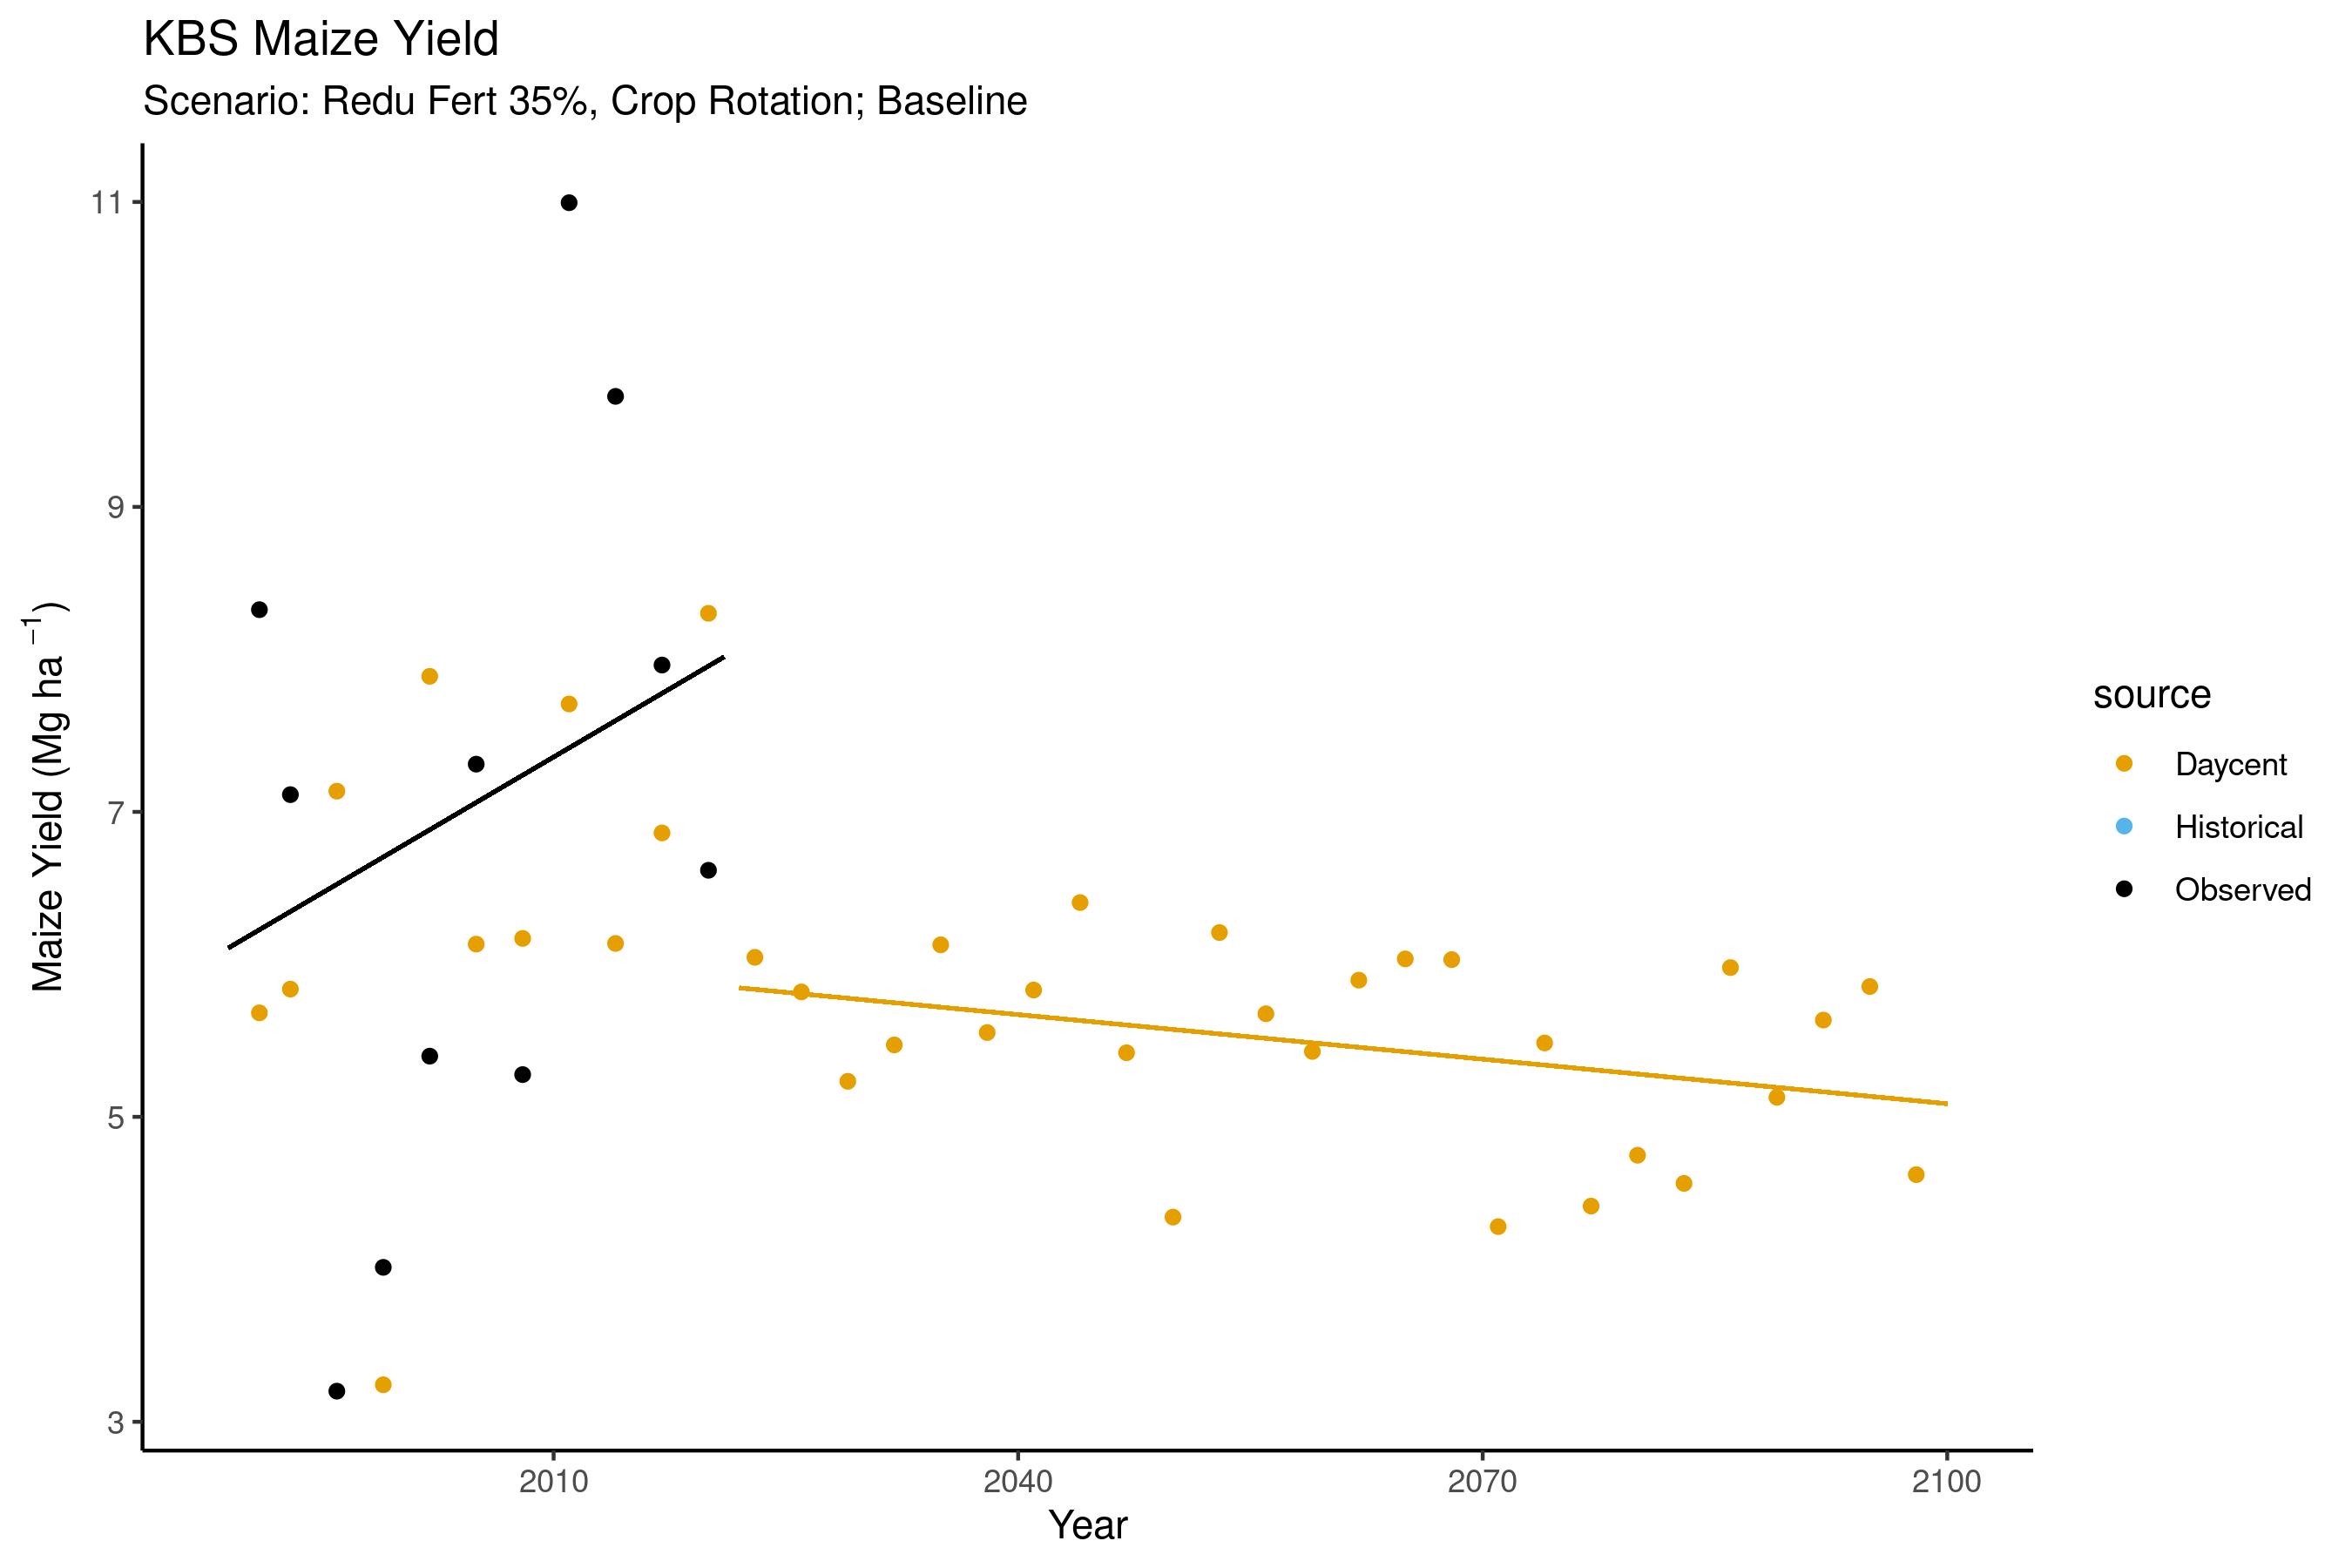 KBS Maize Yield
Scenario: Redu Fert 35%, Crop Rotation; Baseline
Maize Yield (Mg ha −1)
11
9
7
5
3
2010
2040
2070
2100
Year
source
Daycent
Historical
Observed